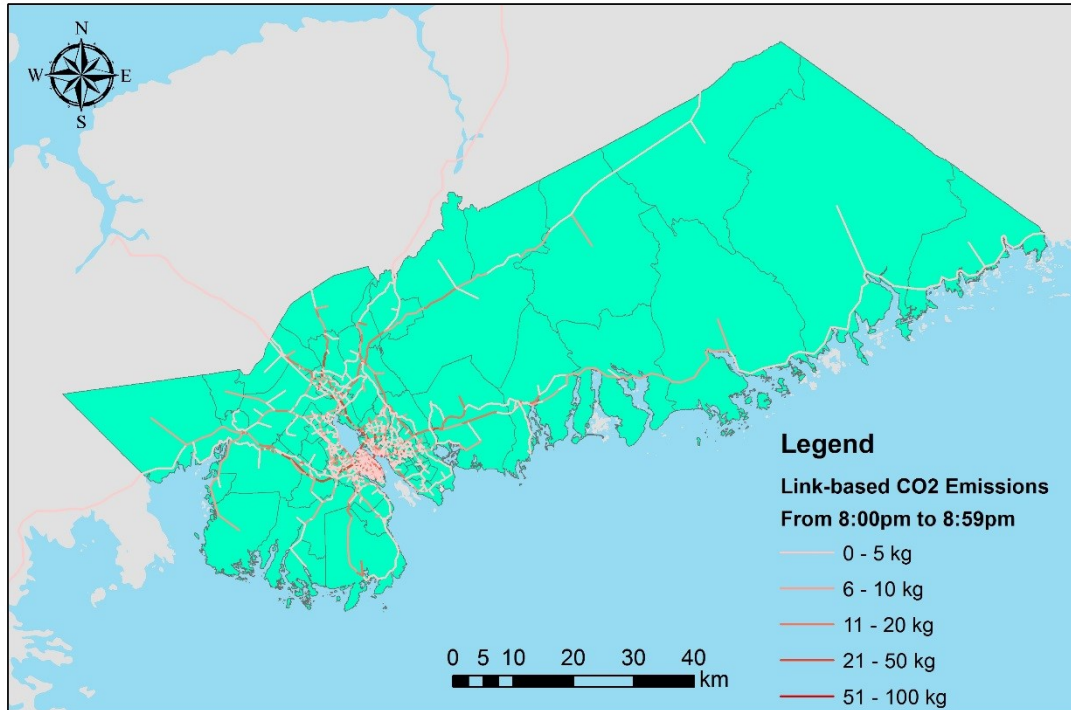 N
W E
S
Legend
Link-based CO2 Emissions
From 8:00pm to 8:59pm
0 - 5 kg
6 - 10 kg
11 - 20 kg
21 - 50 kg
51 - 100 kg
0 5 10 20 30 40
km